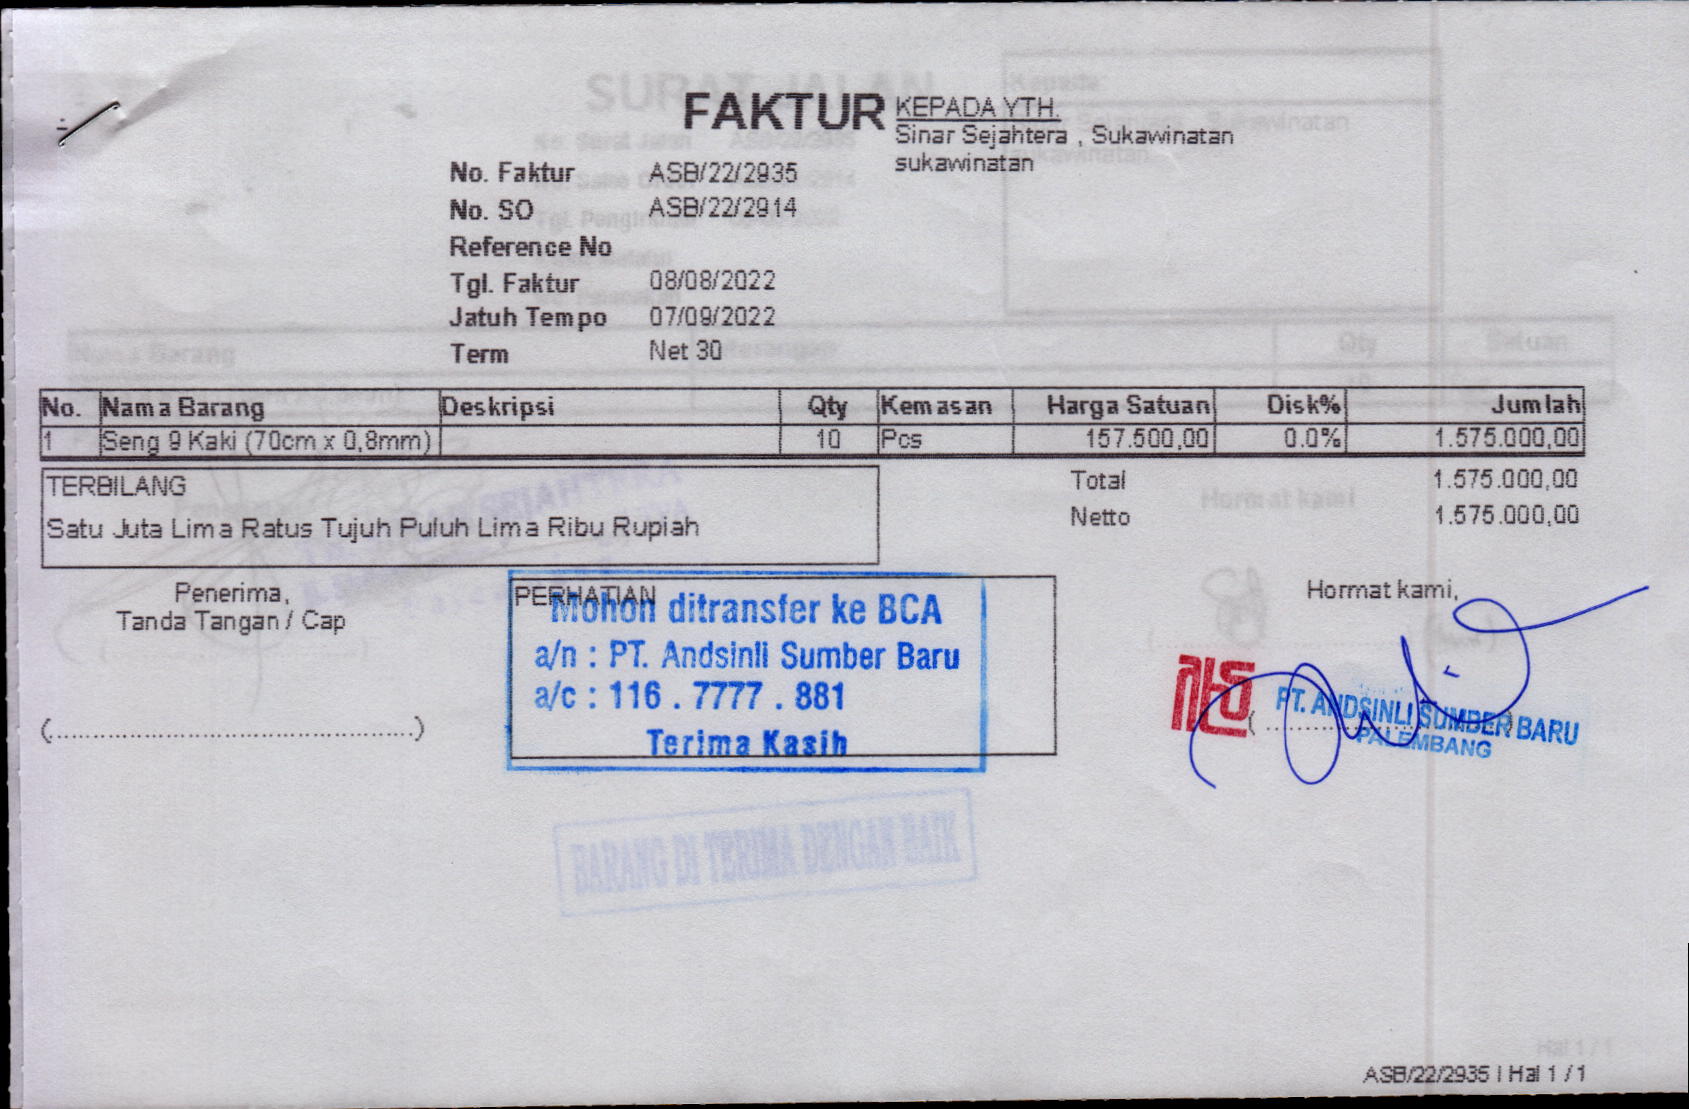 FAKTUR
KEPADA YTH.
Sinar Sejahtera , Sukawinatan
sukawinatan
No. Faktur ASB/22/2935
No. SO ASB/22/2914
Reference No
Tgl. Faktur 08/08/2022
Jatuh Tempo 07/09/2022
Term Net 30
No. Nama Barang Deskripsi Qty Kemasan Harga Satuan Disk% Jumlah
1 Seng 9 Kaki (70cm x 0,8mm) 10 Pcs 157.500,00 0.0% 1.575.000,00
TERBILANG
Satu Juta Lima Ratus Tujuh Puluh Lima Ribu Rupiah
Total 1.575.000,00
Netto 1.575.000,00
Penerima,
Tanda Tangan / Cap
(................................................)
PERHATIAN
Mohon ditransfer ke BCA
a/n : PT. Andsinli Sumber Baru
a/c : 116 . 7777 . 881
Terima Kasih
Hormat kami,
PT. ANDSINLI SUMBER BARU
PALEMBANG
BARANG DI TERIMA DENGAN BAIK
ASB/22/2935 | Hal 1 / 1